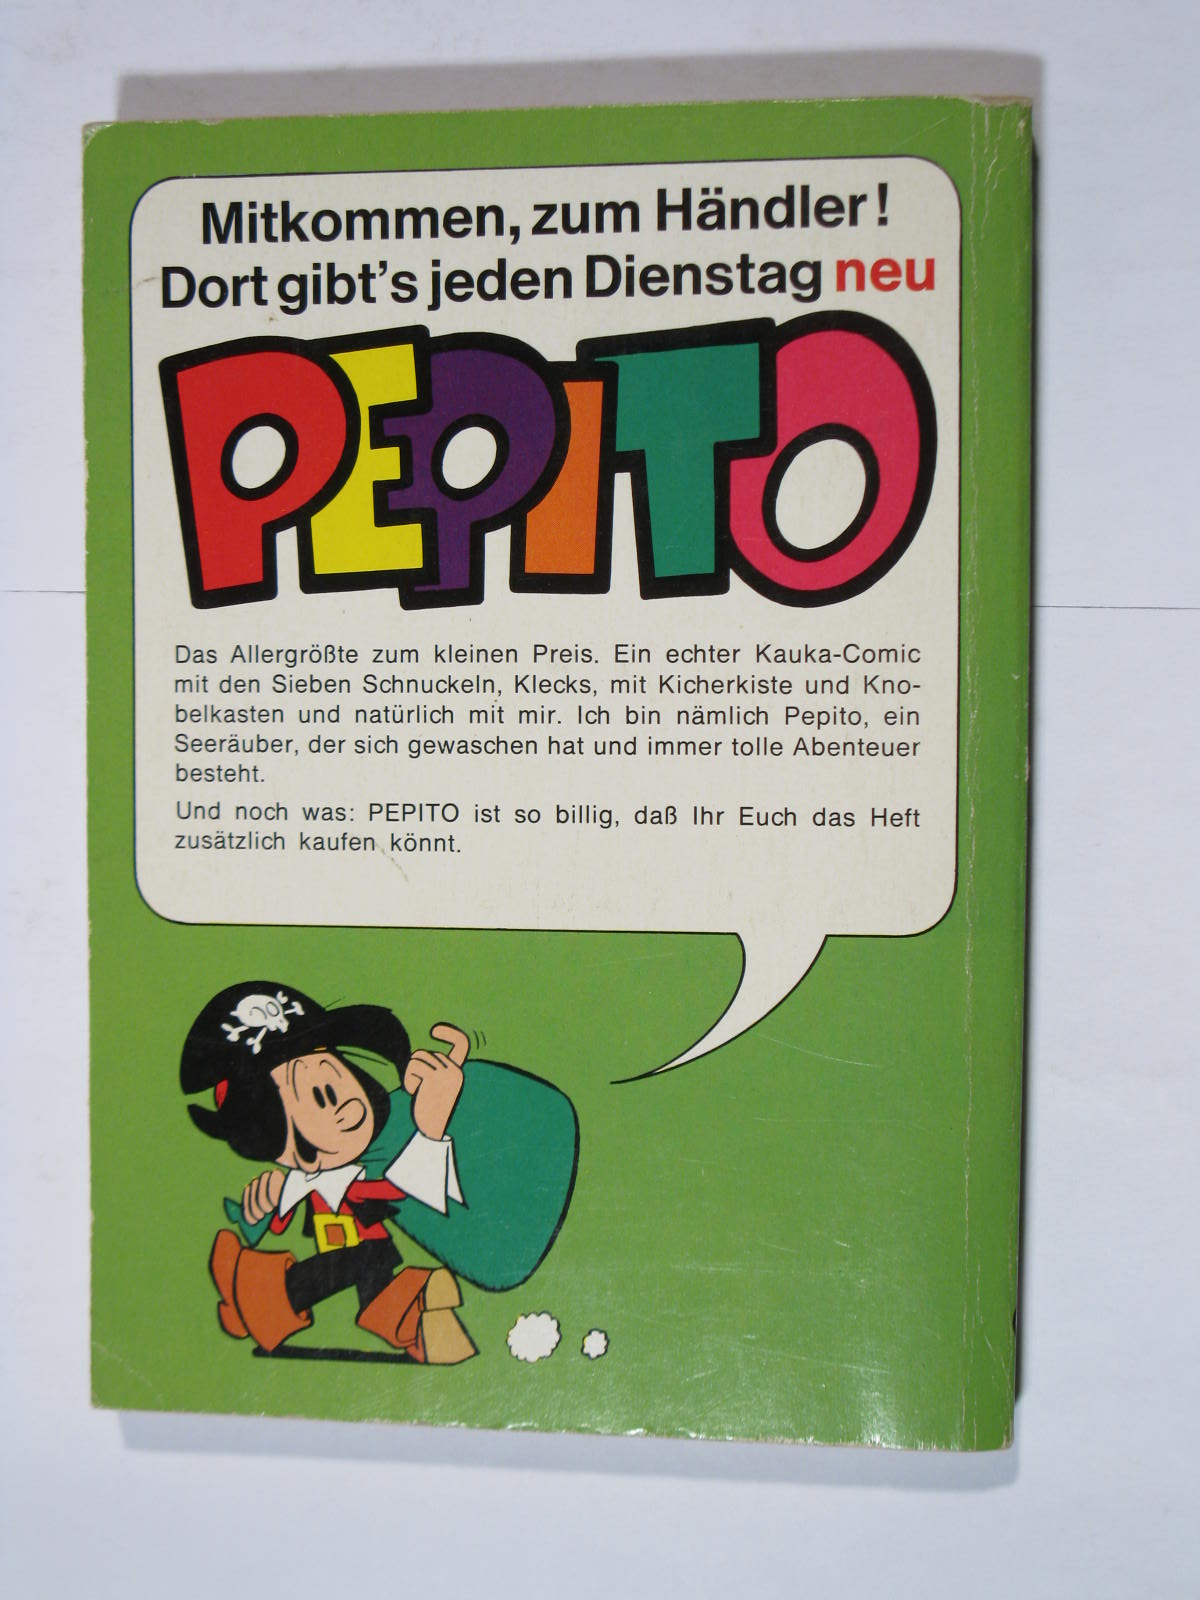 Mitkommen, zum Händler!
Dort gibt's jeden Dienstag neu
PEPITO
Das Allergrößte zum kleinen Preis. Ein echter Kauka-Comic
mit den Sieben Schnuckeln, Klecks, mit Kicherkiste und Kno-
belkasten und natürlich mit mir. Ich bin nämlich Pepito, ein
Seeräuber, der sich gewaschen hat und immer tolle Abenteuer
besteht.
Und noch was: PEPITO ist so billig, daß Ihr Euch das Heft
zusätzlich kaufen könnt.